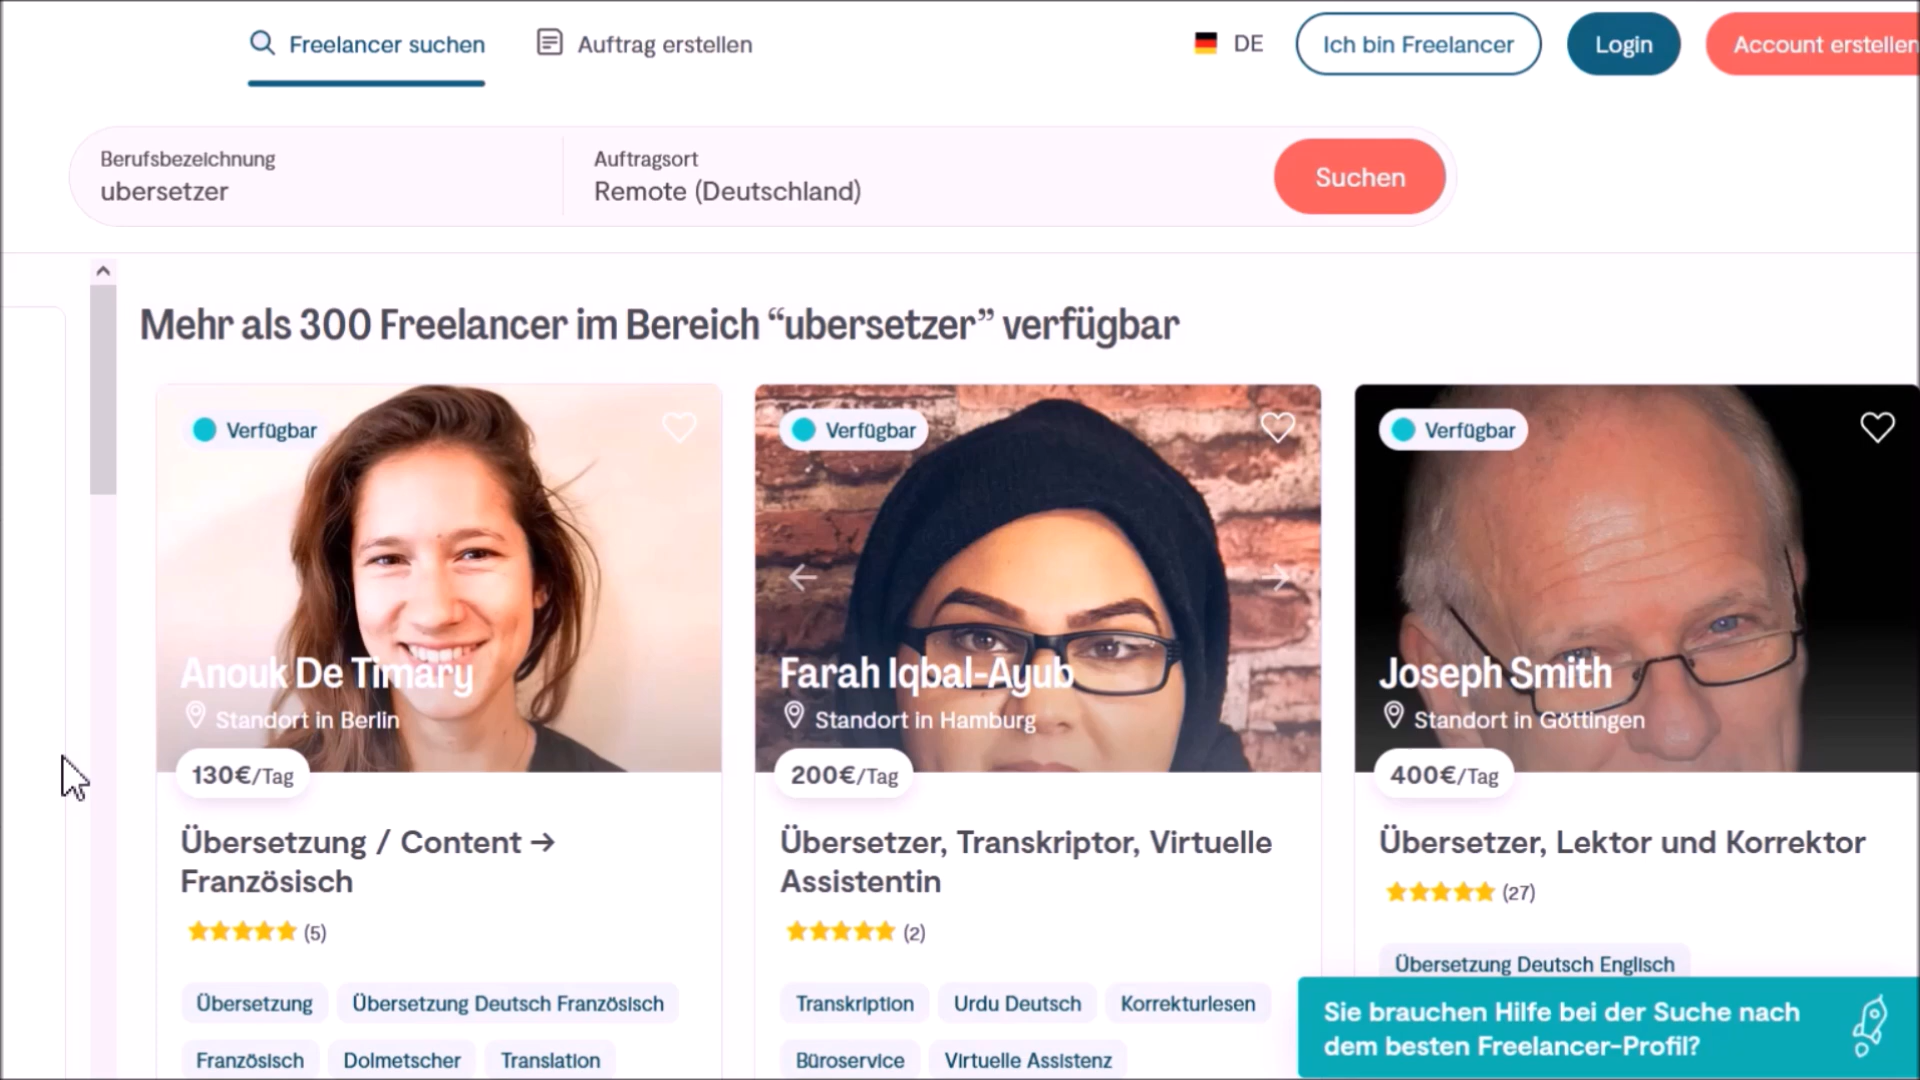 Freelancer suchen
Auftrag erstellen
DE
Ich bin Freelancer
Login
Account erstellen
Berufsbezeichnung
ubersetzer
Auftragsort
Remote (Deutschland)
Suchen
Mehr als 300 Freelancer im Bereich “ubersetzer” verfügbar
Verfügbar
Anouk De Timary
Standort in Berlin
130€/Tag
Übersetzung / Content →
Französisch
(5)
Übersetzung
Übersetzung Deutsch Französisch
Französisch
Dolmetscher
Translation
Verfügbar
Farah Iqbal-Ayub
Standort in Hamburg
200€/Tag
Übersetzer, Transkriptor, Virtuelle
Assistentin
(2)
Transkription
Urdu Deutsch
Korrekturlesen
Büroservice
Virtuelle Assistenz
Verfügbar
Joseph Smith
Standort in Göttingen
400€/Tag
Übersetzer, Lektor und Korrektor
(27)
Übersetzung Deutsch Englisch
Sie brauchen Hilfe bei der Suche nach
dem besten Freelancer-Profil?